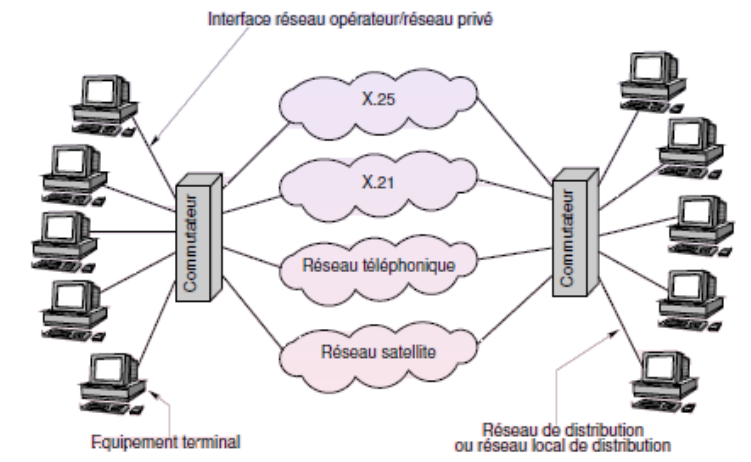 Interface réseau opérateur/réseau privé
X.25
X.21
Commutateur
Commutateur
Réseau téléphonique
Réseau satellite
Equipement terminal
Réseau de distribution
ou réseau local de distribution